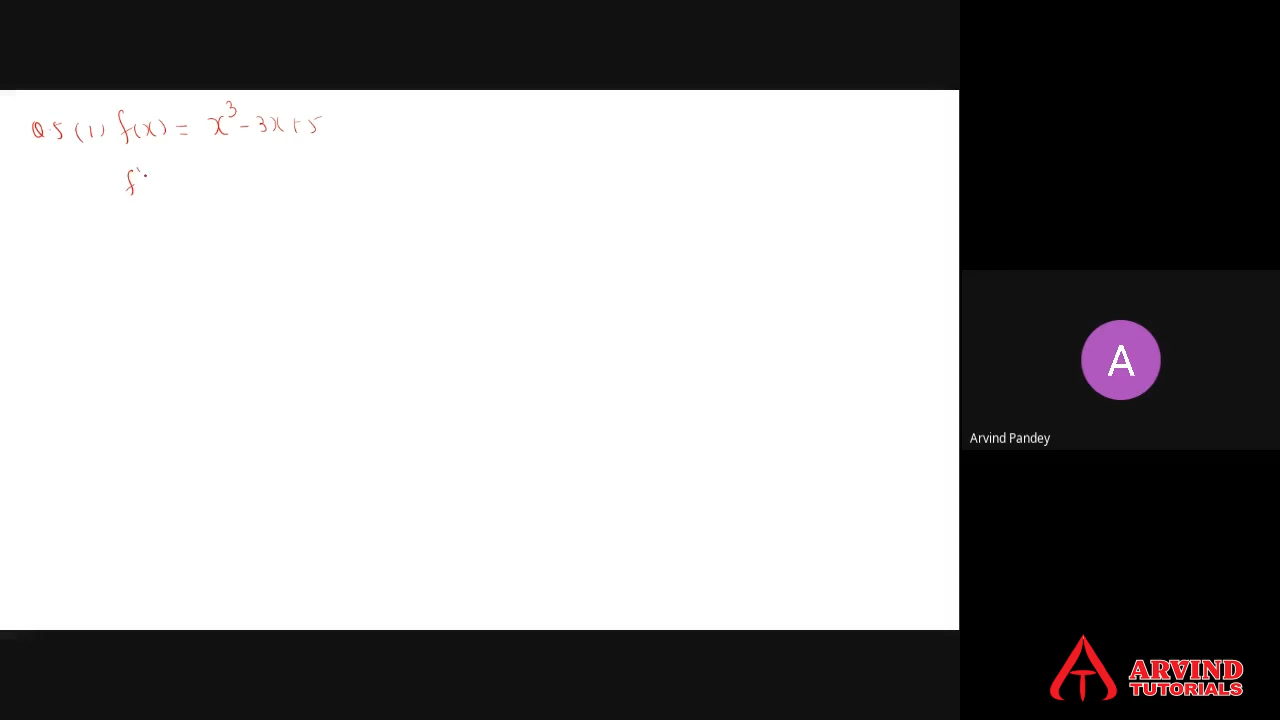 Q.5 (1) f(x) = x³ - 3x + 5
f'
A
Arvind Pandey
ARVIND
TUTORIALS